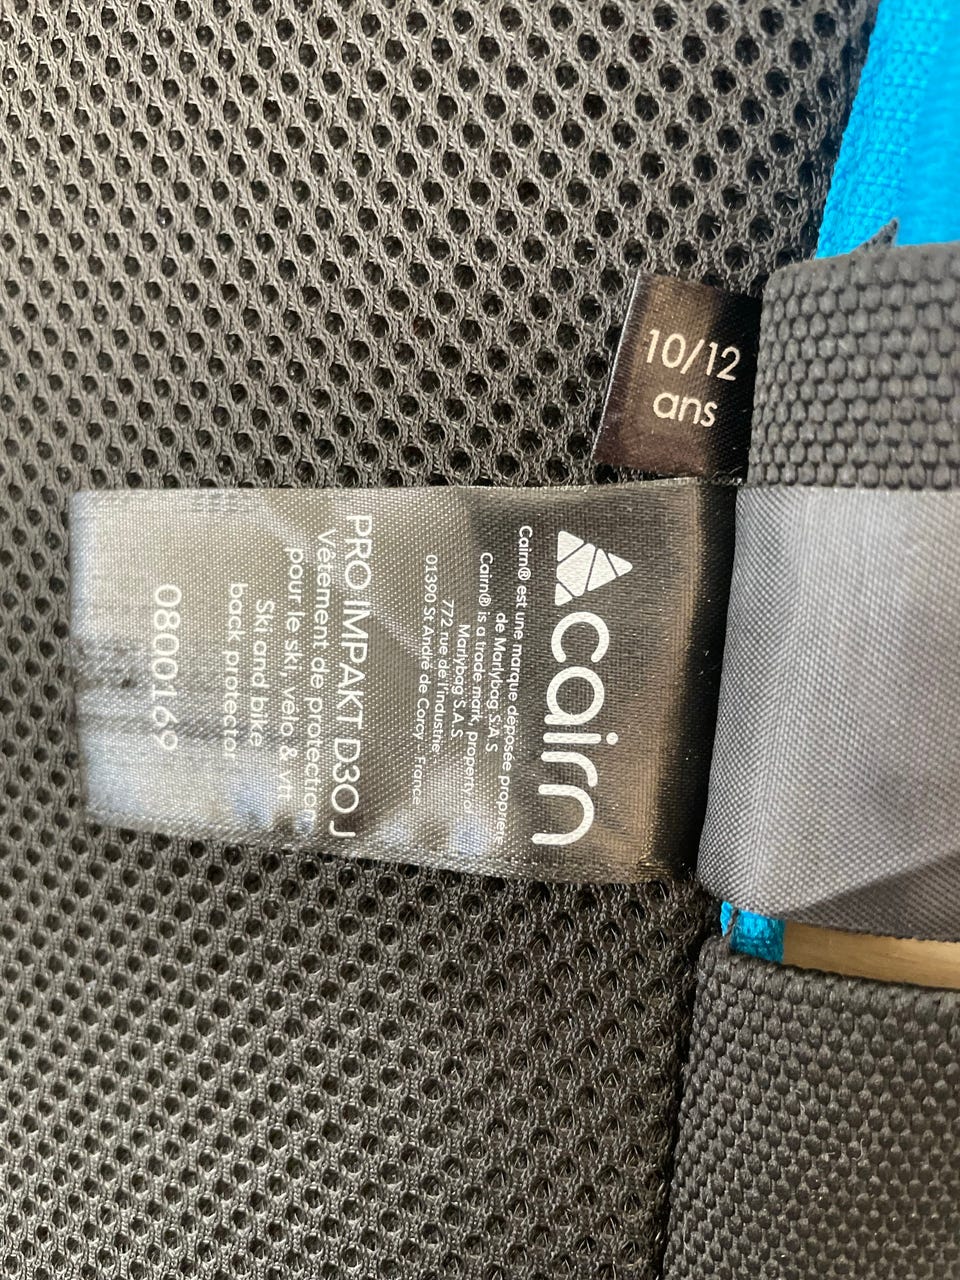 10/12
ans
cairn
Cairn® est une marque déposée propriété
de Marlybag S.A.S
Cairn® is a trade mark, property of
Marlybag S.A.S
772 rue de l'industrie
01390 St André de Corcy - France
PRO IMPAKT D3O J
Vêtement de protection
pour le ski, vélo & vtt
Ski and bike
back protector
0800169